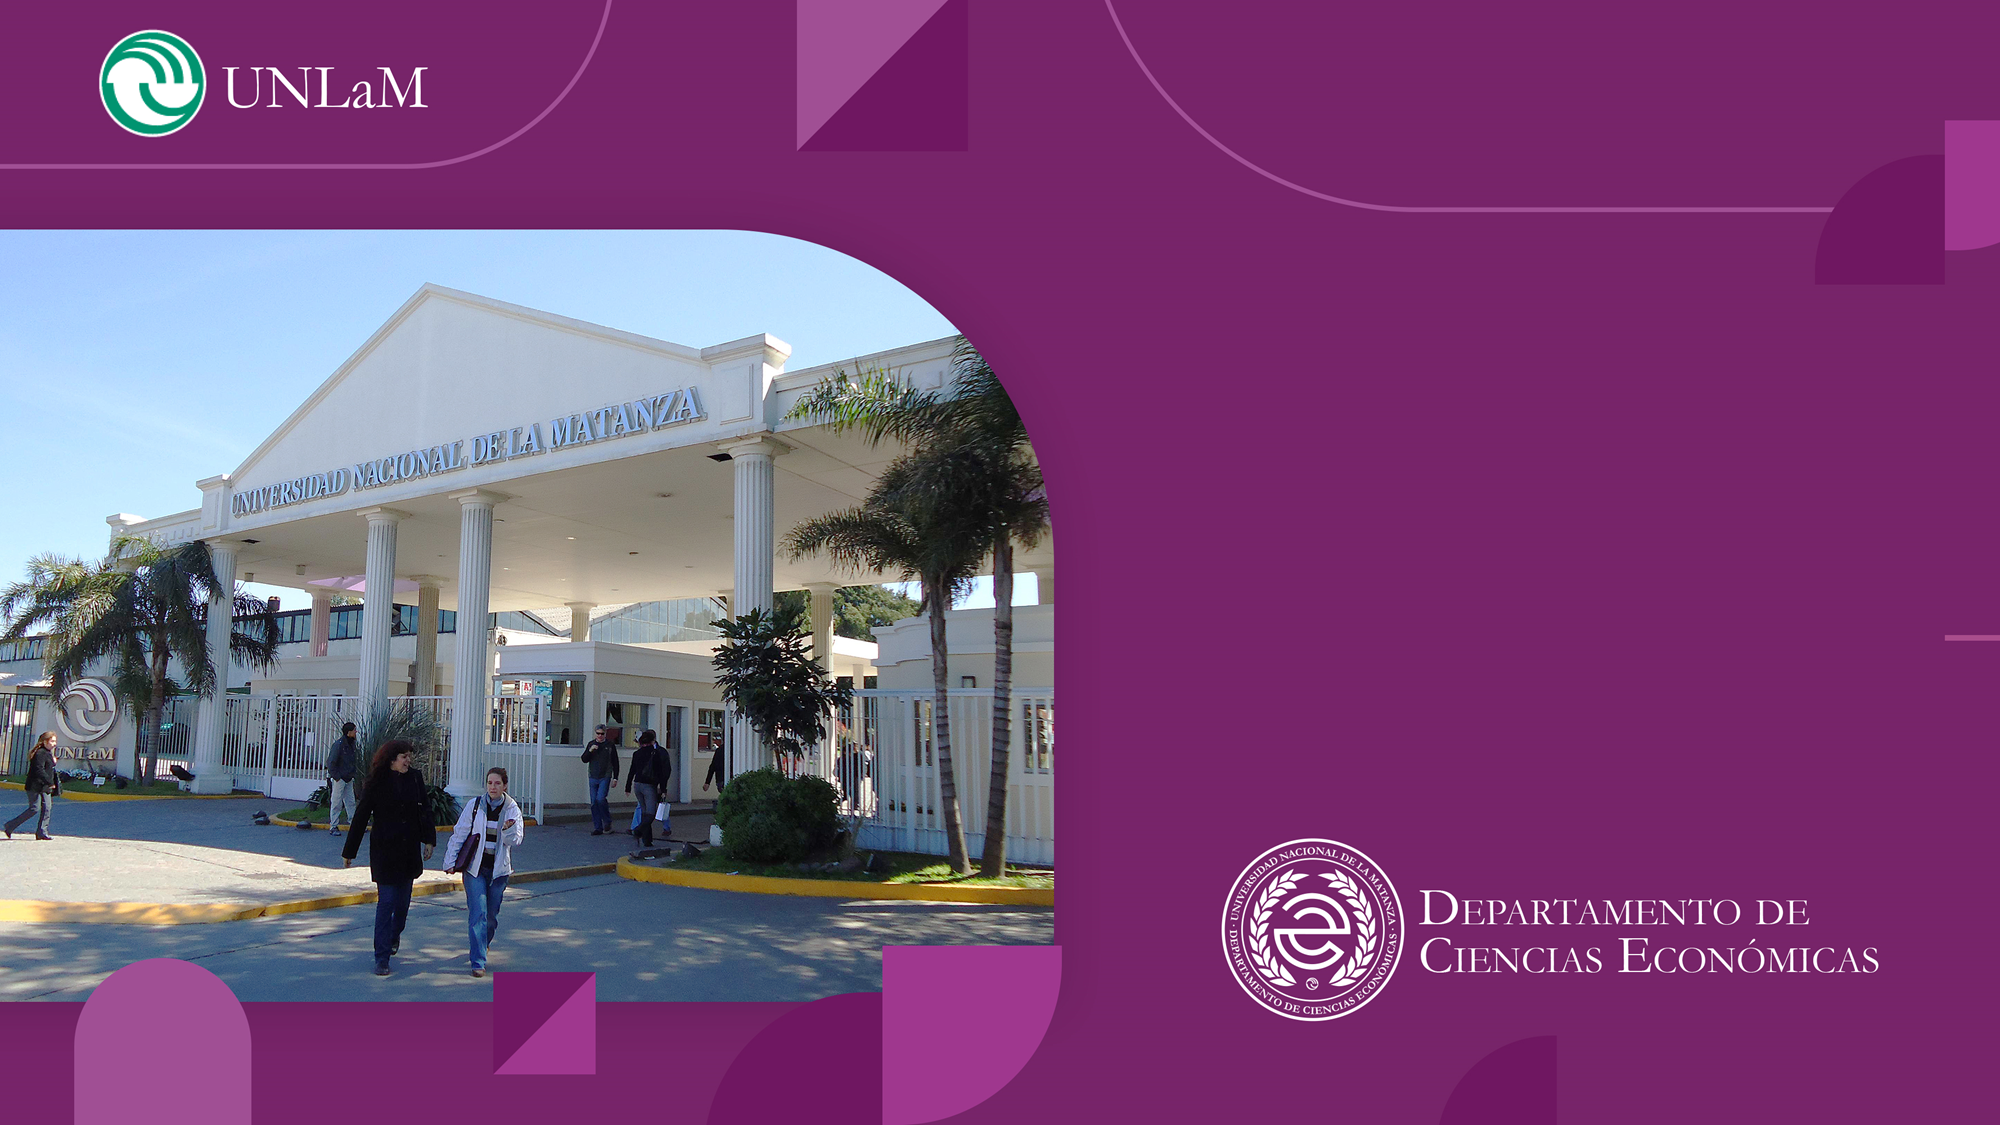 UNLaM
UNIVERSIDAD NACIONAL DE LA MATANZA
UNLaM
· UNIVERSIDAD NACIONAL DE LA MATANZA ·
DEPARTAMENTO DE CIENCIAS ECONÓMICAS
DEPARTAMENTO DE
CIENCIAS ECONÓMICAS